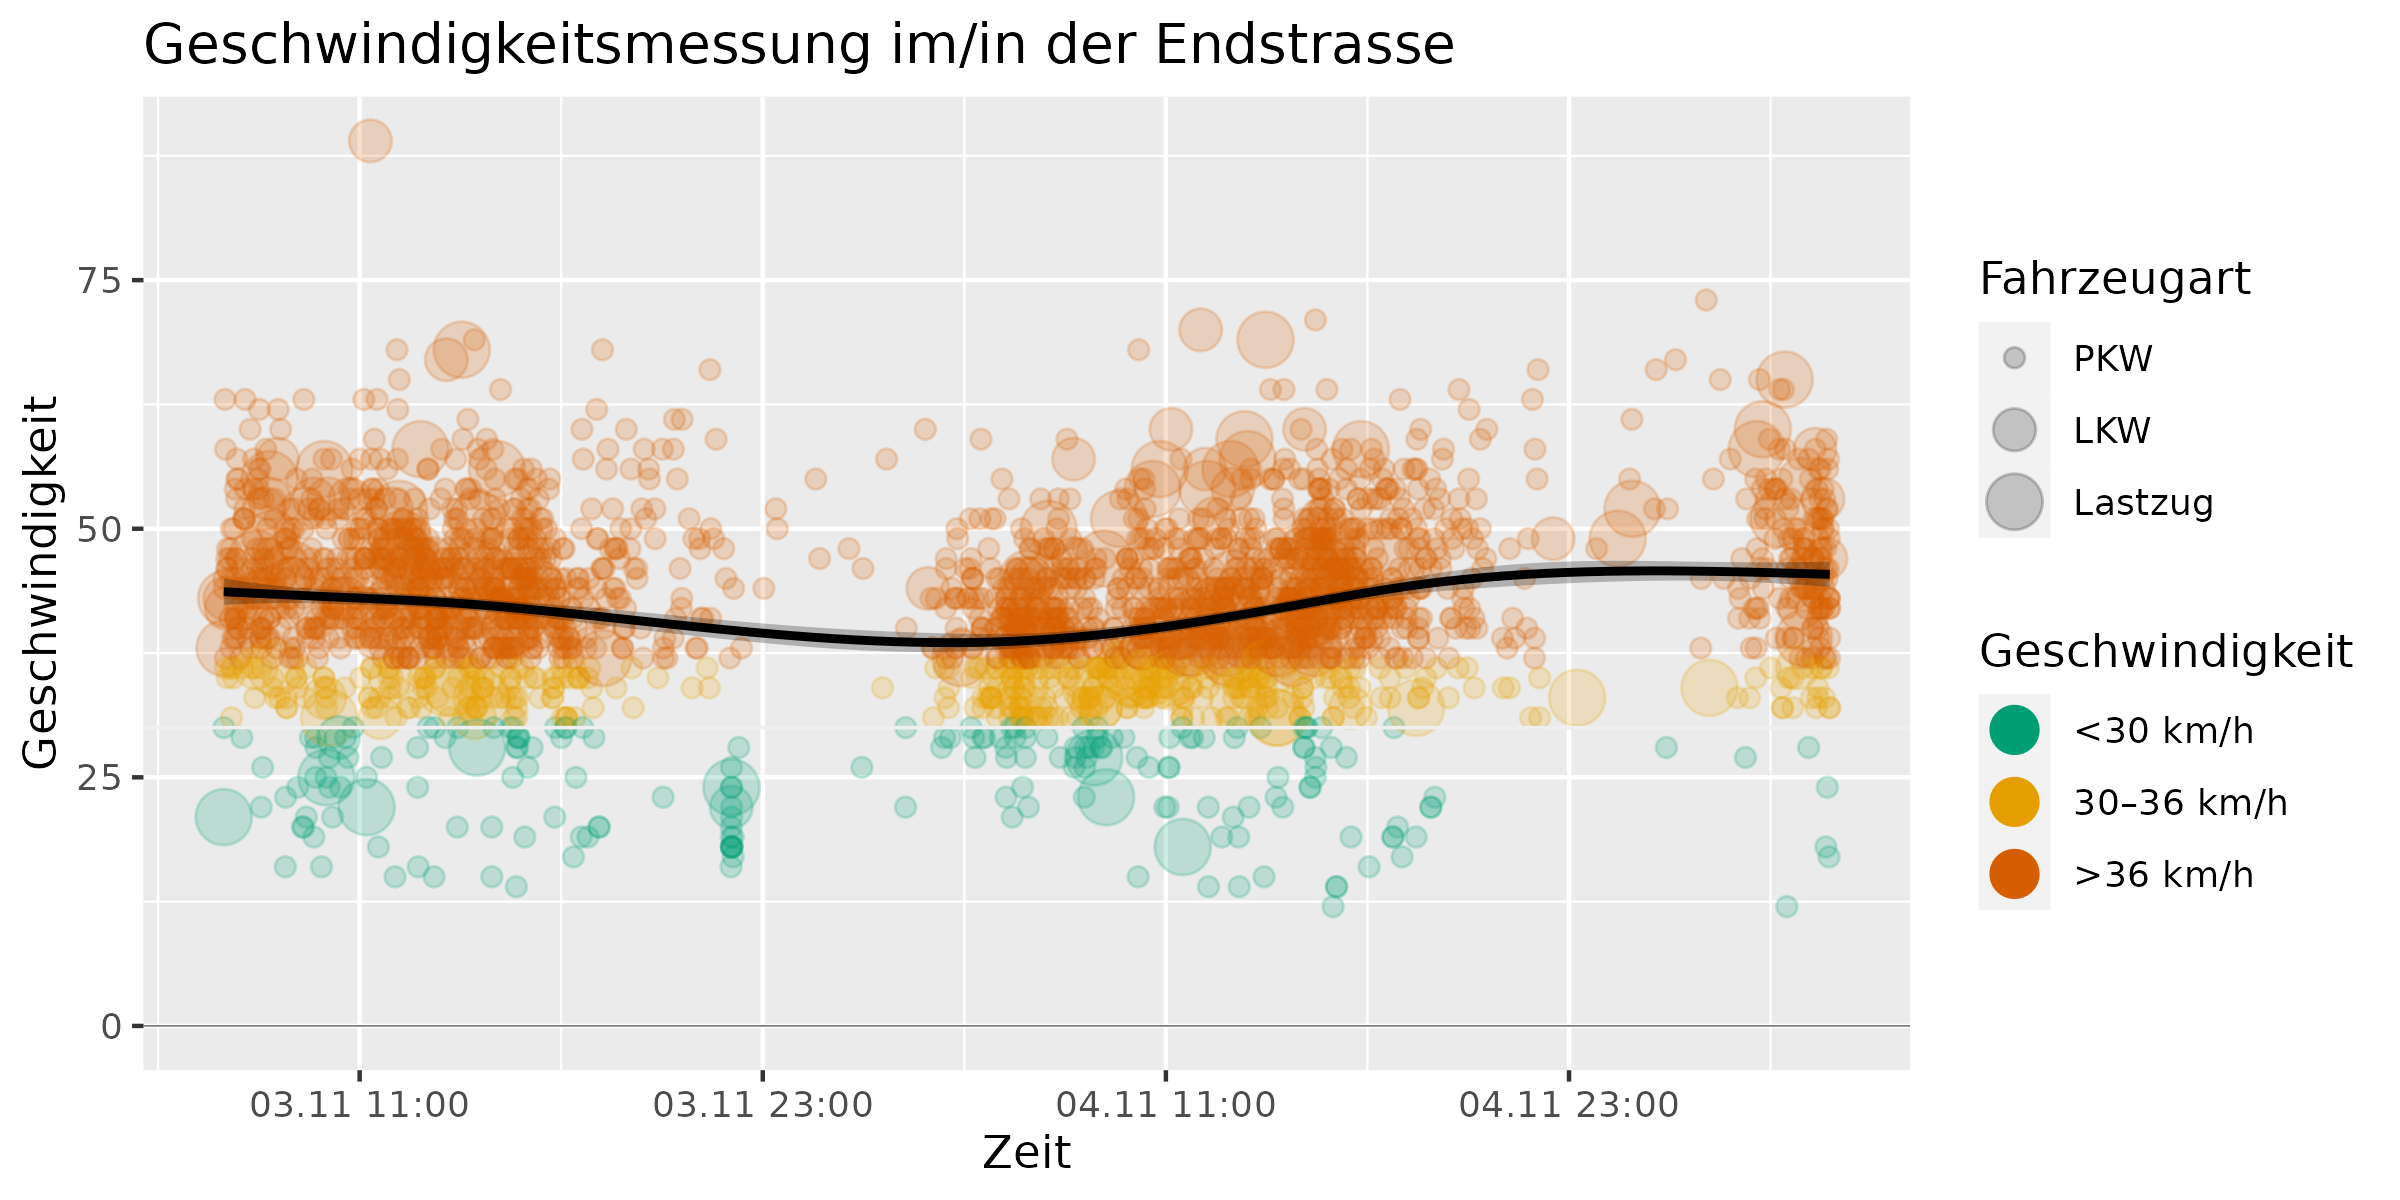 Geschwindigkeitsmessung im/in der Endstrasse
Geschwindigkeit
75
50
25
0
03.11 11:00
03.11 23:00
04.11 11:00
04.11 23:00
Zeit
Fahrzeugart
PKW
LKW
Lastzug
Geschwindigkeit
<30 km/h
30–36 km/h
>36 km/h